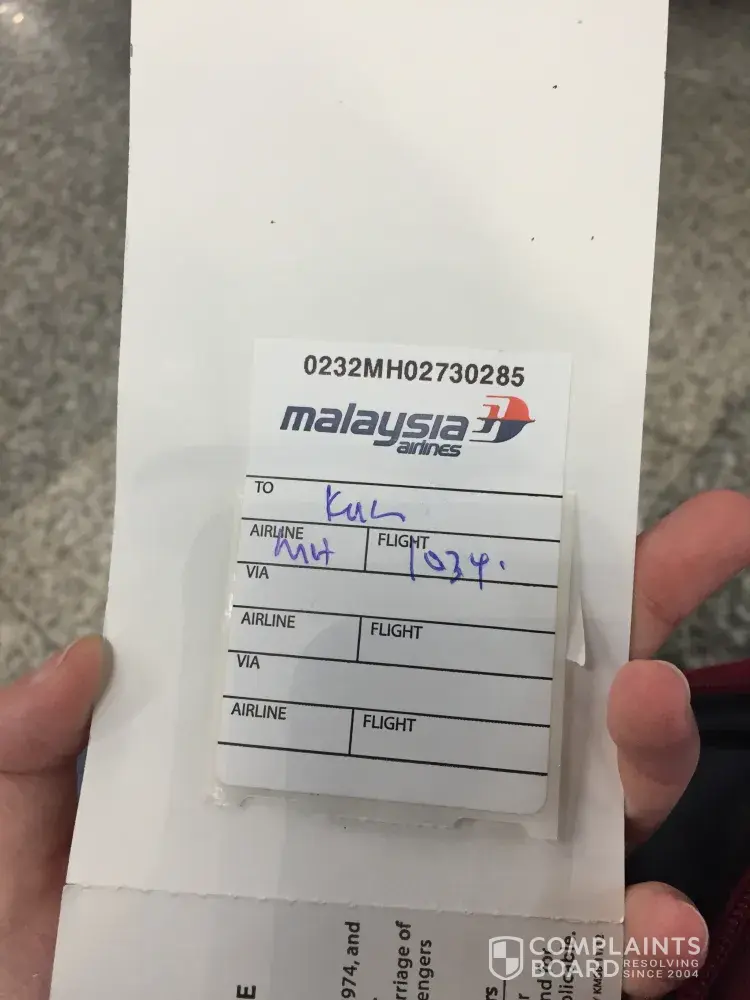 0232MH02730285
malaysia
airlines
TO KUL
AIRLINE MH FLIGHT 1034.
VIA
AIRLINE FLIGHT
VIA
AIRLINE FLIGHT
E
974, and
rriage of
engers
COMPLAINTS
BOARD RESOLVING
SINCE 2004